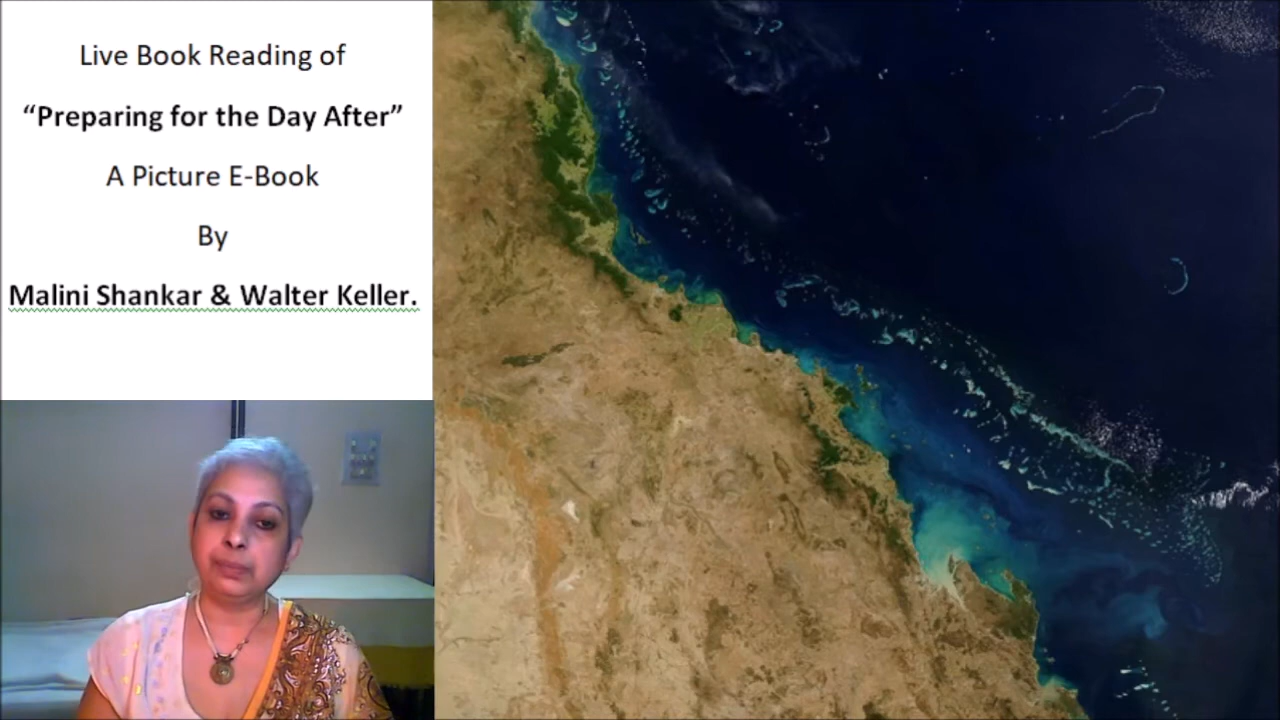 Live Book Reading of
“Preparing for the Day After”
A Picture E-Book
By
Malini Shankar & Walter Keller.